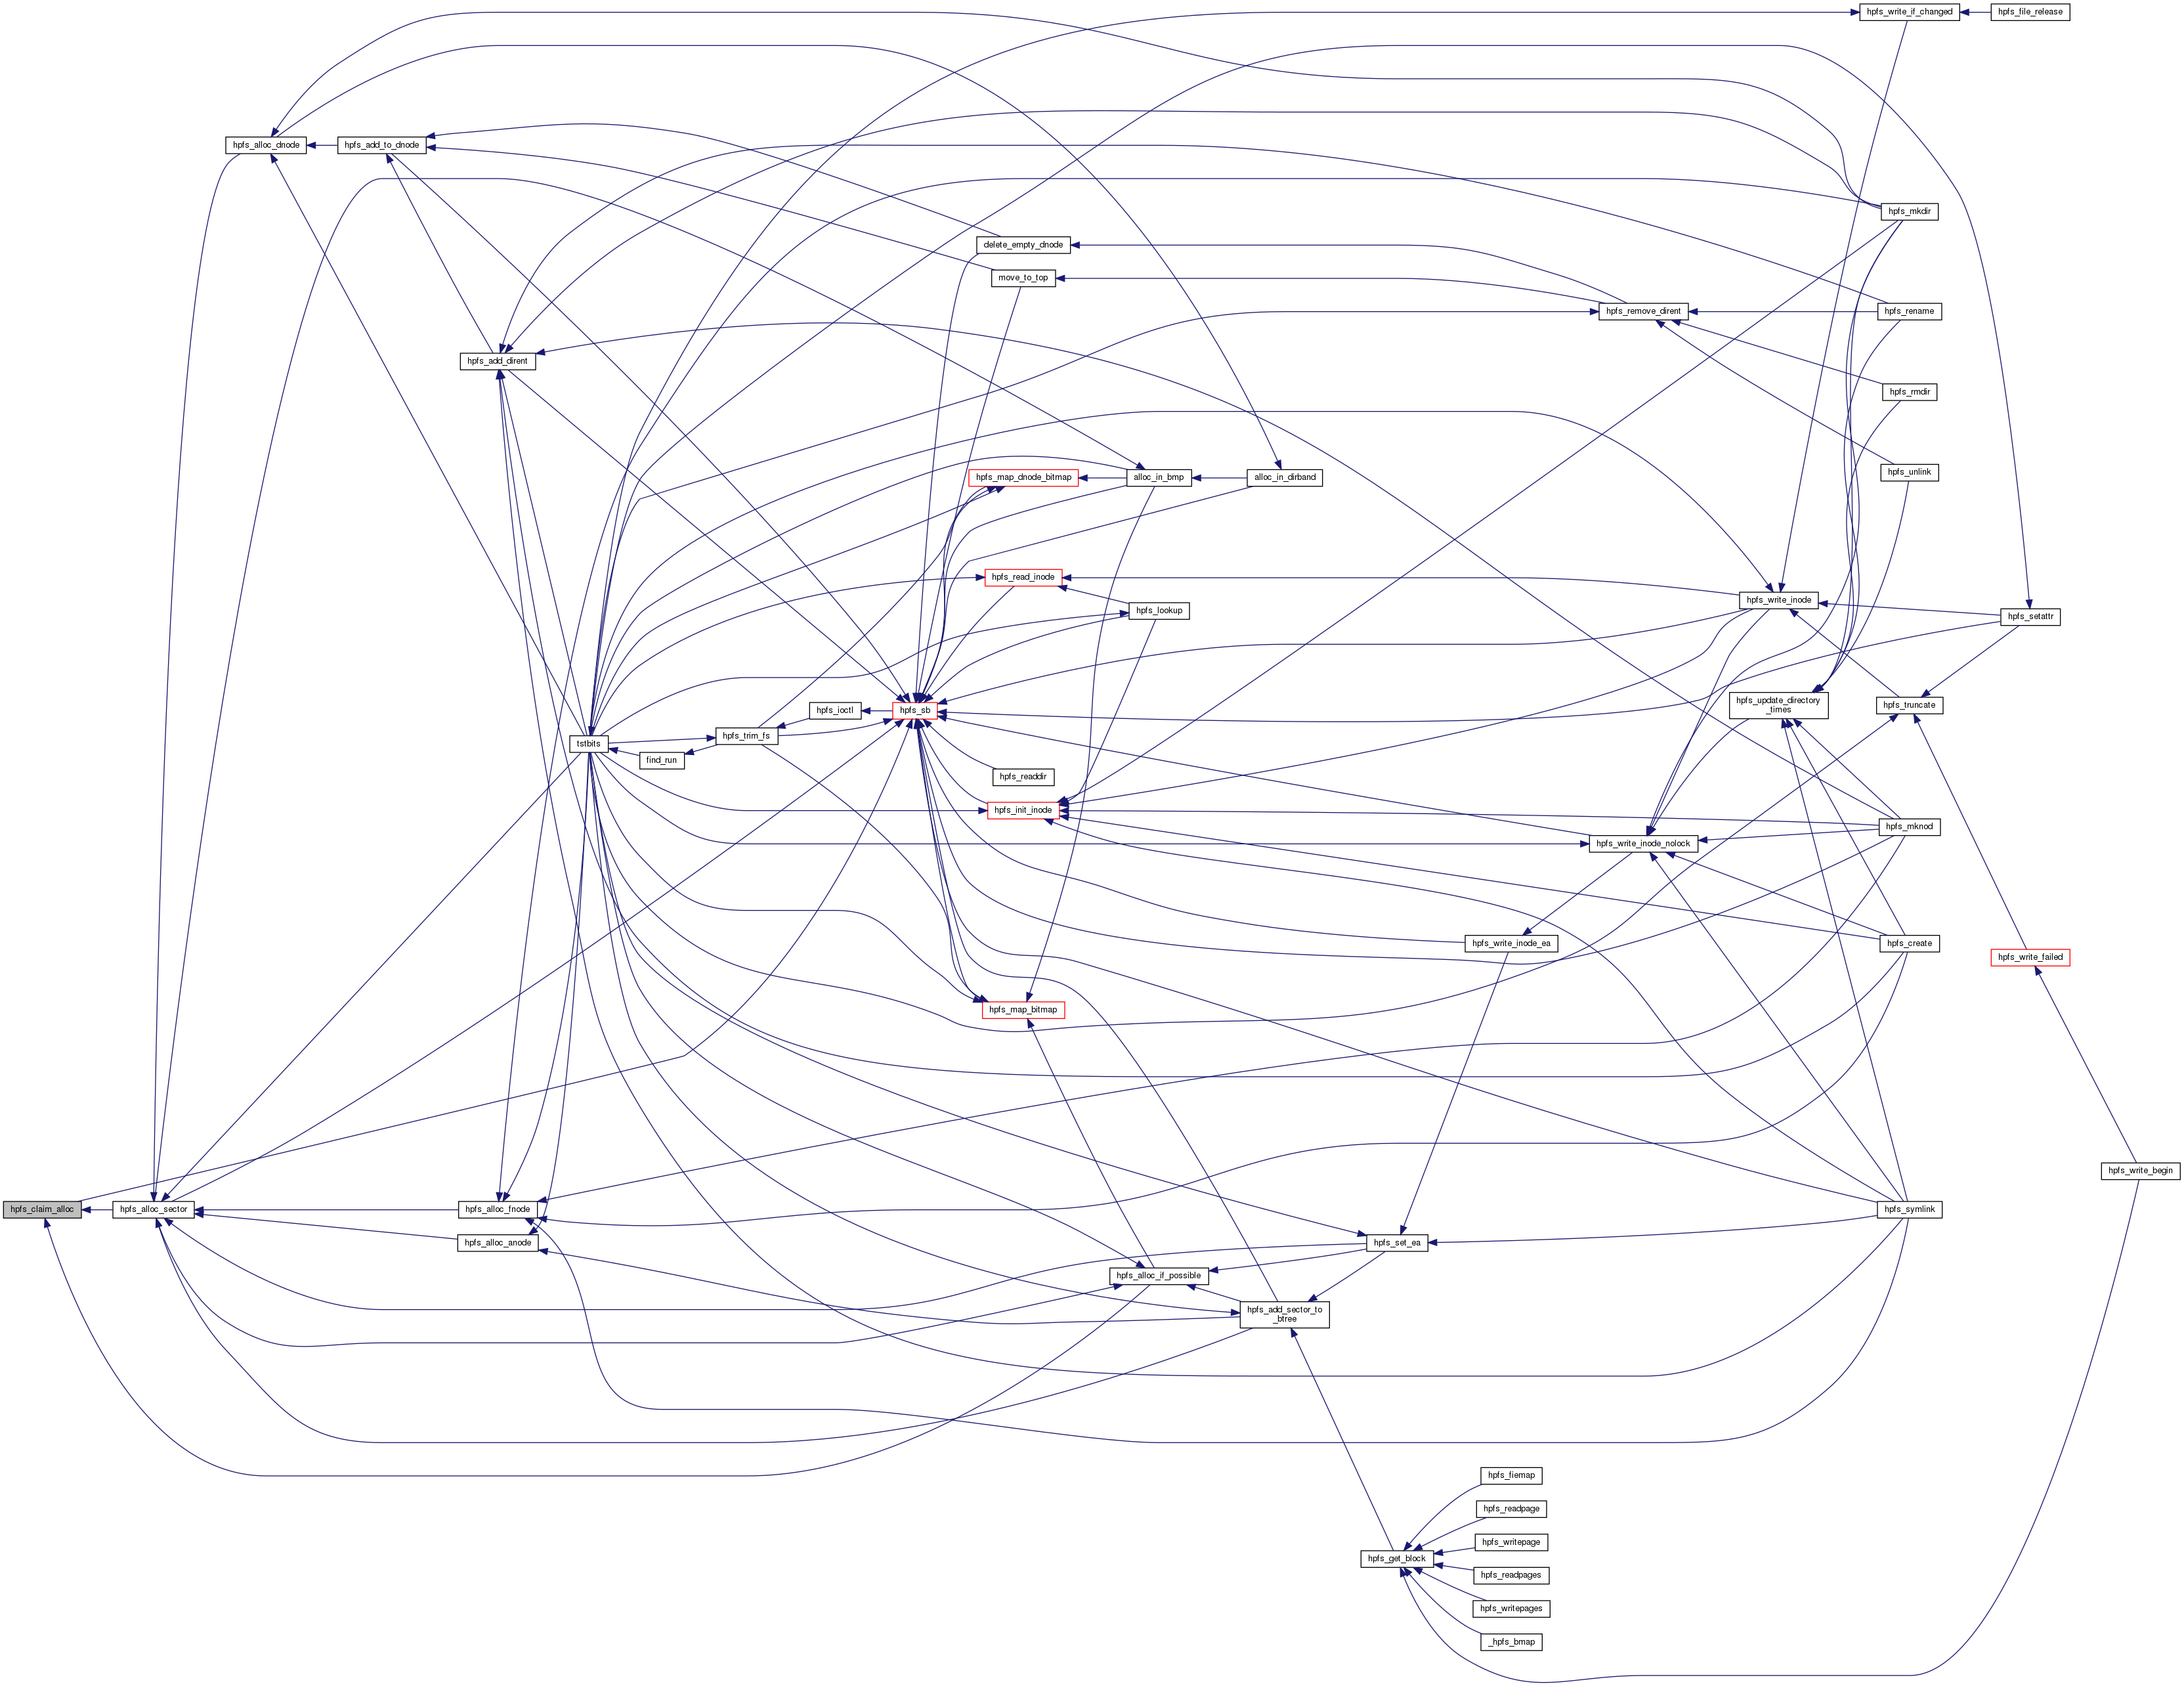 hpfs_write_if_changed
hpfs_file_release
hpfs_alloc_dnode
hpfs_add_to_dnode
hpfs_mkdir
delete_empty_dnode
move_to_top
hpfs_remove_dirent
hpfs_rename
hpfs_add_dirent
hpfs_rmdir
hpfs_map_dnode_bitmap
alloc_in_bmp
alloc_in_dirband
hpfs_unlink
hpfs_read_inode
hpfs_lookup
hpfs_write_inode
hpfs_setattr
hpfs_ioctl
hpfs_sb
hpfs_update_directory
_times
hpfs_truncate
tstbits
hpfs_trim_fs
find_run
hpfs_readdir
hpfs_init_inode
hpfs_mknod
hpfs_write_inode_nolock
hpfs_write_inode_ea
hpfs_create
hpfs_write_failed
hpfs_map_bitmap
hpfs_write_begin
hpfs_claim_alloc
hpfs_alloc_sector
hpfs_alloc_fnode
hpfs_symlink
hpfs_alloc_anode
hpfs_set_ea
hpfs_alloc_if_possible
hpfs_add_sector_to
_btree
hpfs_fiemap
hpfs_readpage
hpfs_writepage
hpfs_get_block
hpfs_readpages
hpfs_writepages
_hpfs_bmap